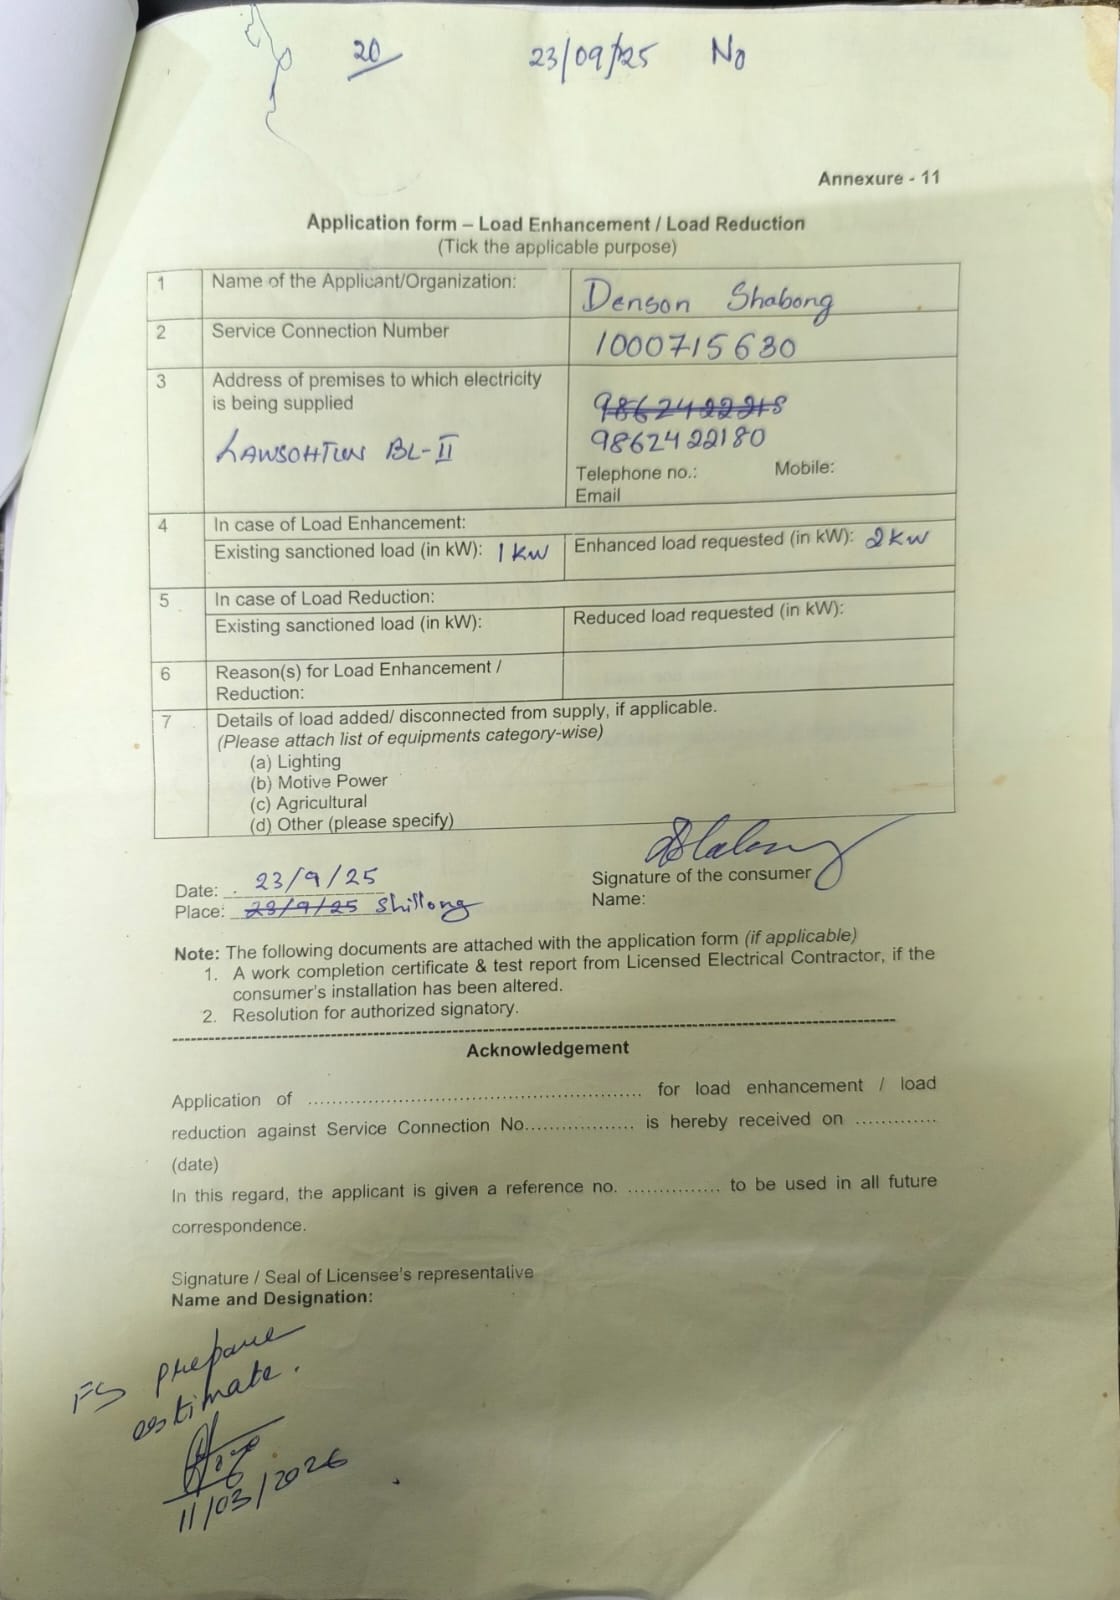 20 23/09/25 No
Annexure - 11
Application form – Load Enhancement / Load Reduction
(Tick the applicable purpose)
1 Name of the Applicant/Organization: Denson Shabong
2 Service Connection Number 1000715630
3 Address of premises to which electricity is being supplied
LAWSOHTUN BL-II
9862422180
Telephone no.: Mobile:
Email
4 In case of Load Enhancement:
Existing sanctioned load (in kW): 1 KW Enhanced load requested (in kW): 2 KW
5 In case of Load Reduction:
Existing sanctioned load (in kW): Reduced load requested (in kW):
6 Reason(s) for Load Enhancement /
Reduction:
7 Details of load added/ disconnected from supply, if applicable.
(Please attach list of equipments category-wise)
(a) Lighting
(b) Motive Power
(c) Agricultural
(d) Other (please specify)
Date: 23/9/25
Place: 23/9/25 Shillong
Signature of the consumer
Name:
Note: The following documents are attached with the application form (if applicable)
1. A work completion certificate & test report from Licensed Electrical Contractor, if the
consumer's installation has been altered.
2. Resolution for authorized signatory.
Acknowledgement
Application of .................................................... for load enhancement / load
reduction against Service Connection No.................. is hereby received on .............
(date)
In this regard, the applicant is given a reference no. ............... to be used in all future
correspondence.
Signature / Seal of Licensee's representative
Name and Designation:
FS prepare
estimate.
11/03/2026